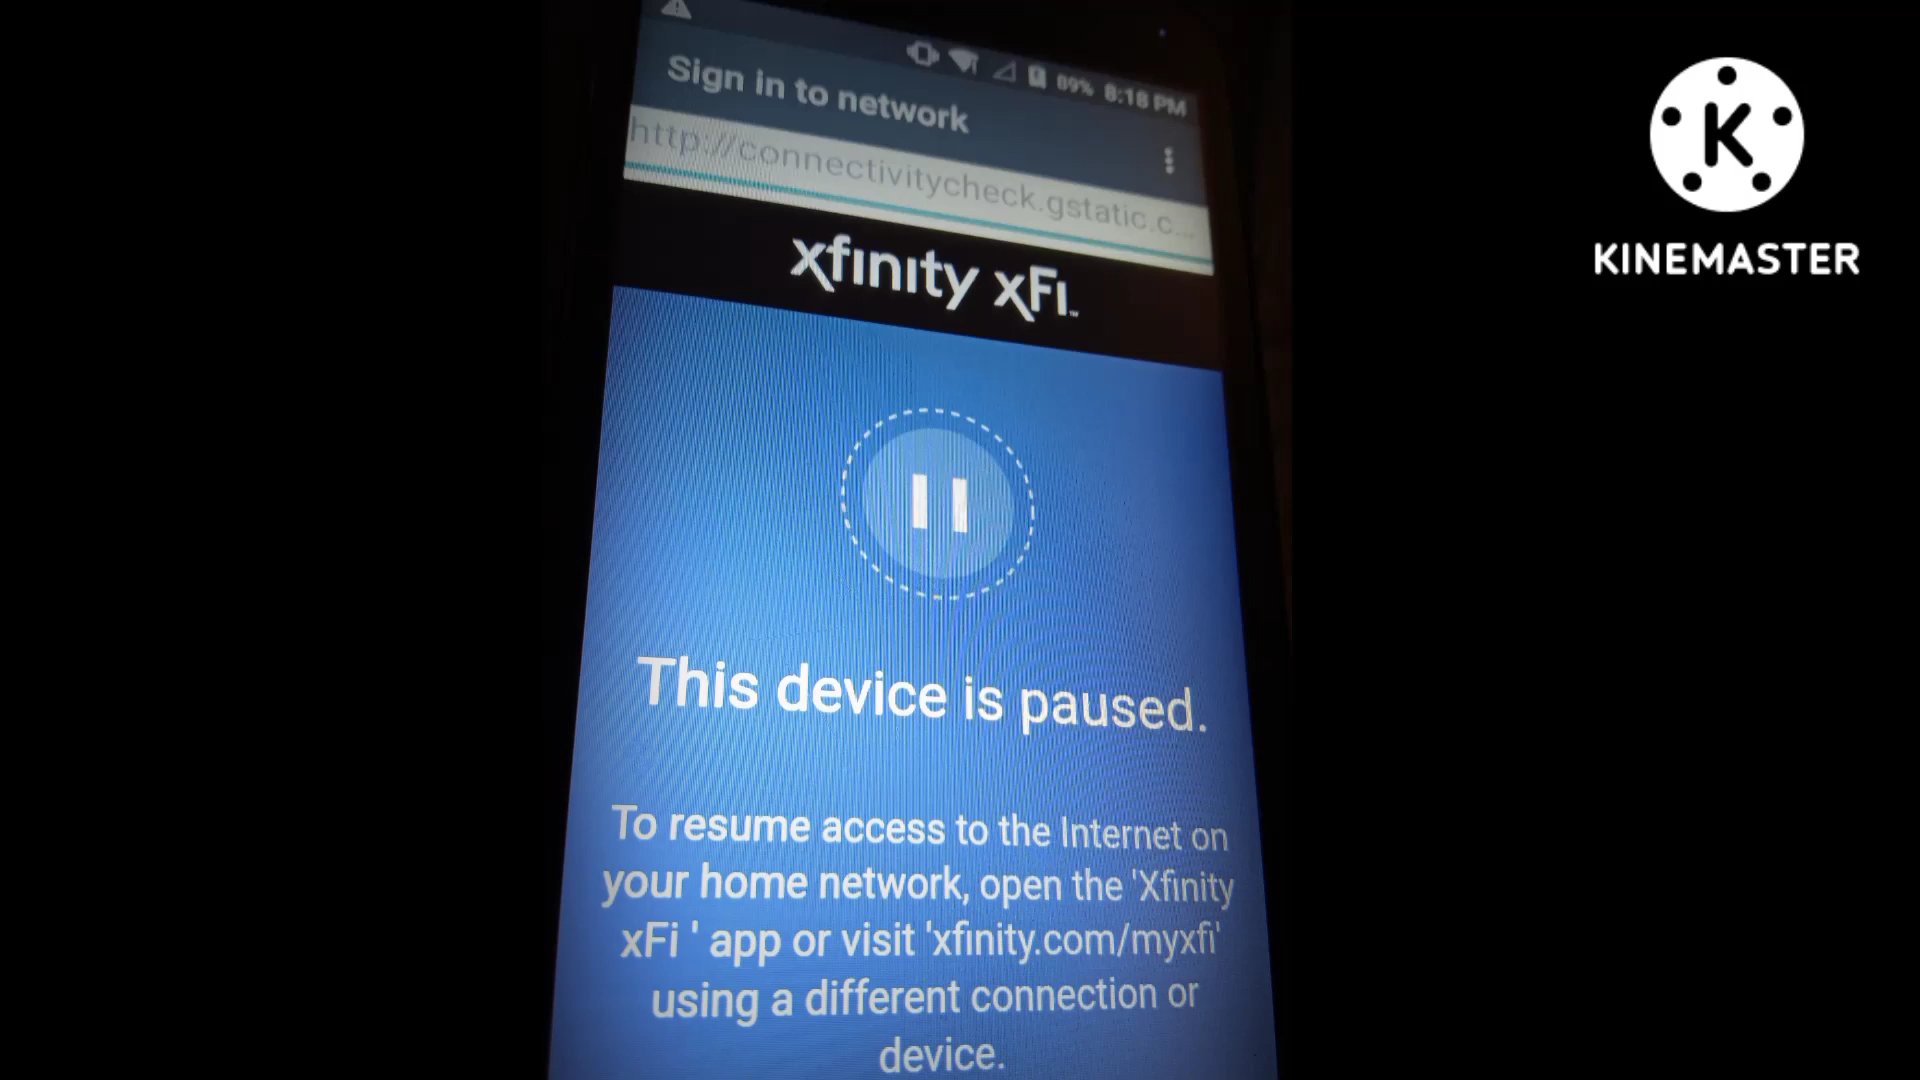 89% 8:18 PM
Sign in to network
http://connectivitycheck.gstatic.c...
xfinity xFi™
This device is paused.
To resume access to the Internet on
your home network, open the 'Xfinity
xFi ' app or visit 'xfinity.com/myxfi'
using a different connection or
device.
K
KINEMASTER